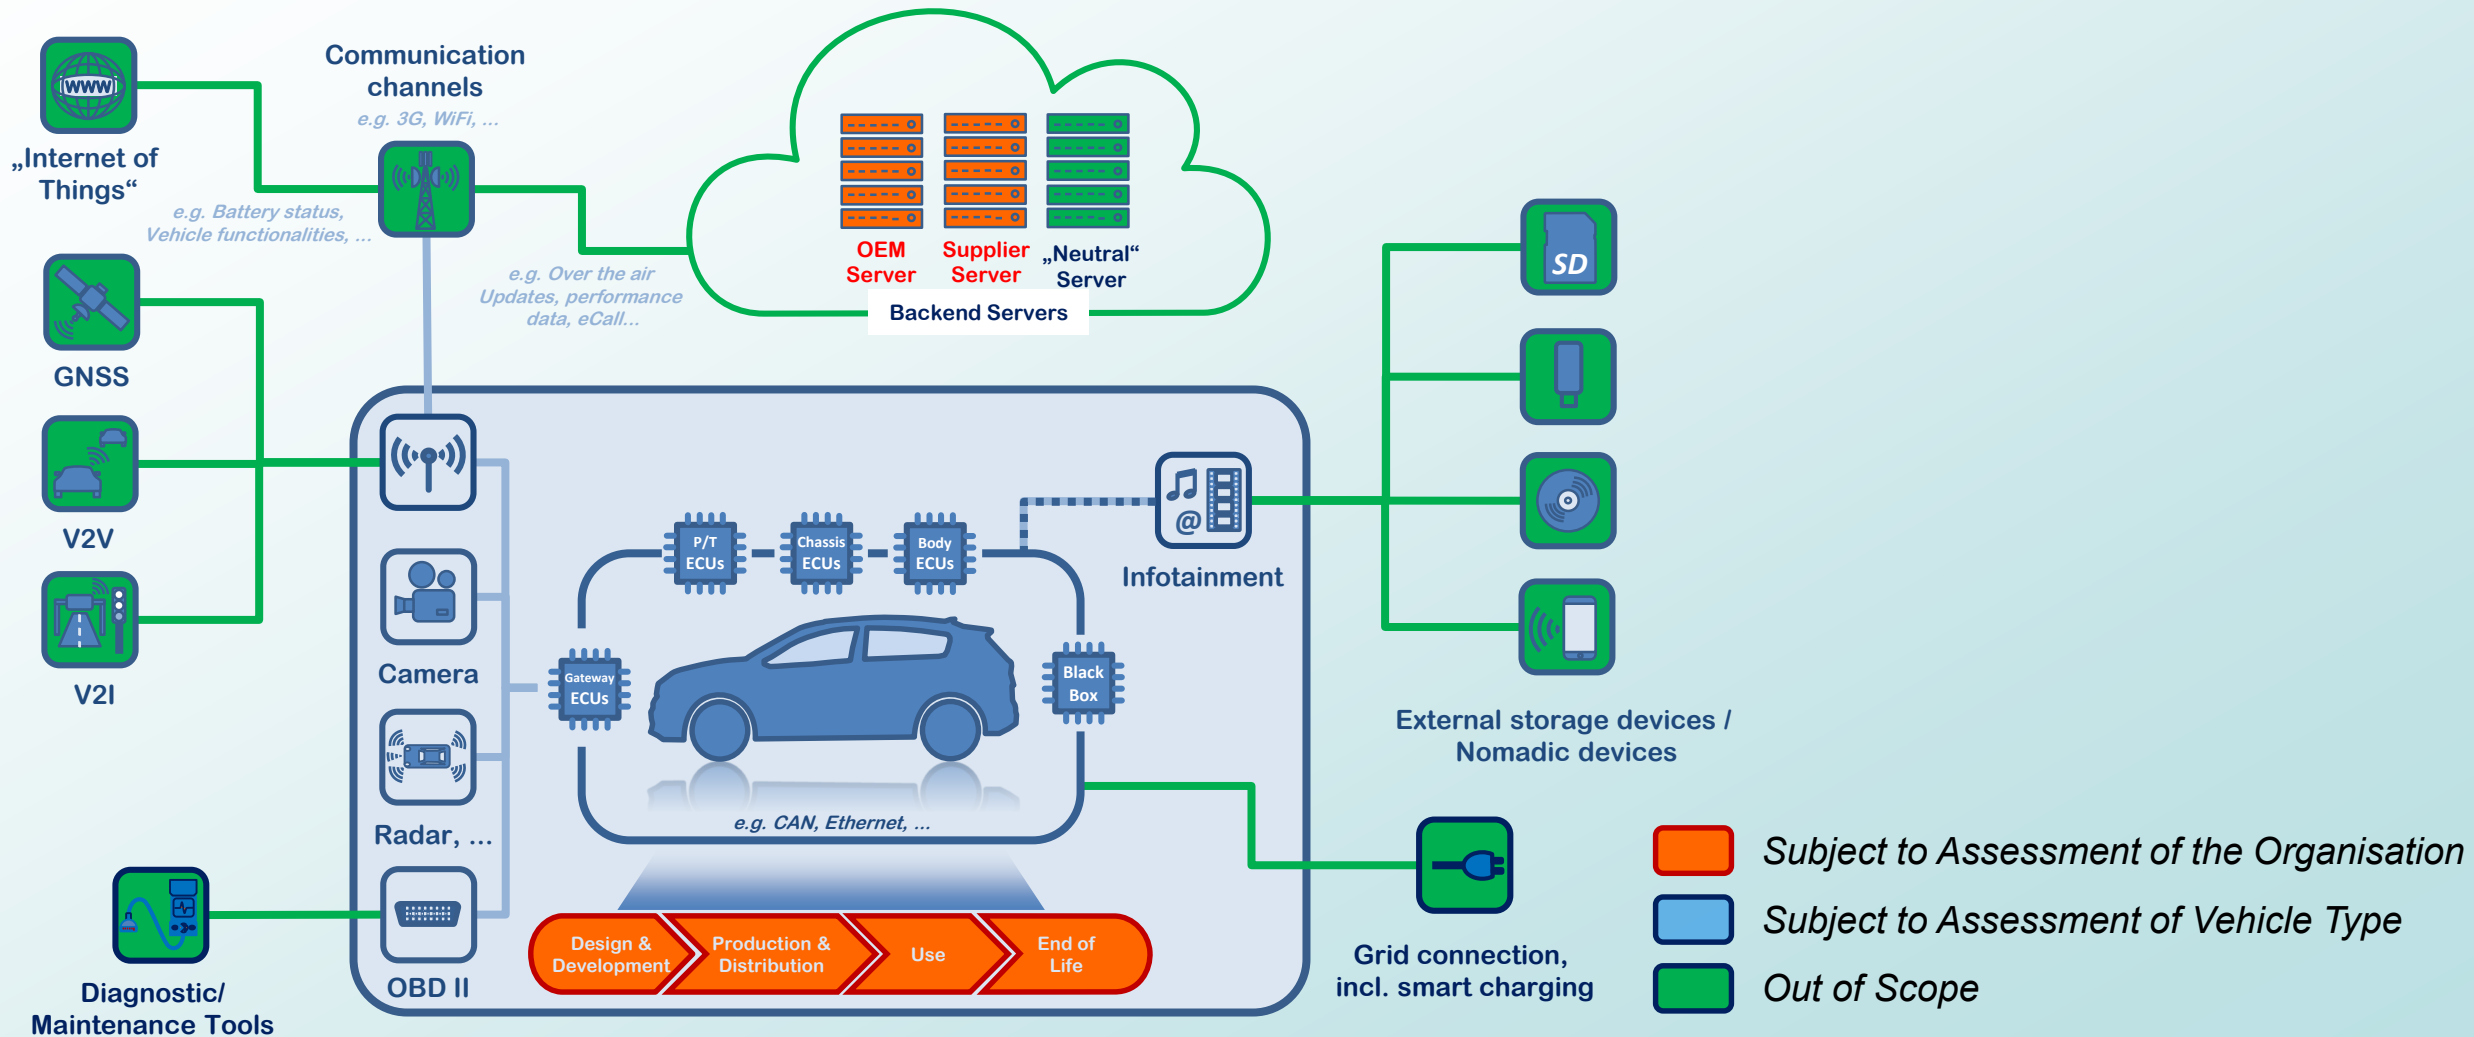 www
„Internet of
Things“
Communication
channels
e.g. 3G, WiFi, ...
e.g. Battery status,
Vehicle functionalities, ...
e.g. Over the air
Updates, performance
data, eCall...
OEM
Server
Supplier
Server
„Neutral“
Server
Backend Servers
GNSS
V2V
V2I
Camera
Radar, ...
OBD II
Diagnostic/
Maintenance Tools
P/T
ECUs
Chassis
ECUs
Body
ECUs
Gateway
ECUs
Black
Box
e.g. CAN, Ethernet, ...
@
Infotainment
Design &
Development
Production &
Distribution
Use
End of
Life
SD
External storage devices /
Nomadic devices
Grid connection,
incl. smart charging
Subject to Assessment of the Organisation
Subject to Assessment of Vehicle Type
Out of Scope